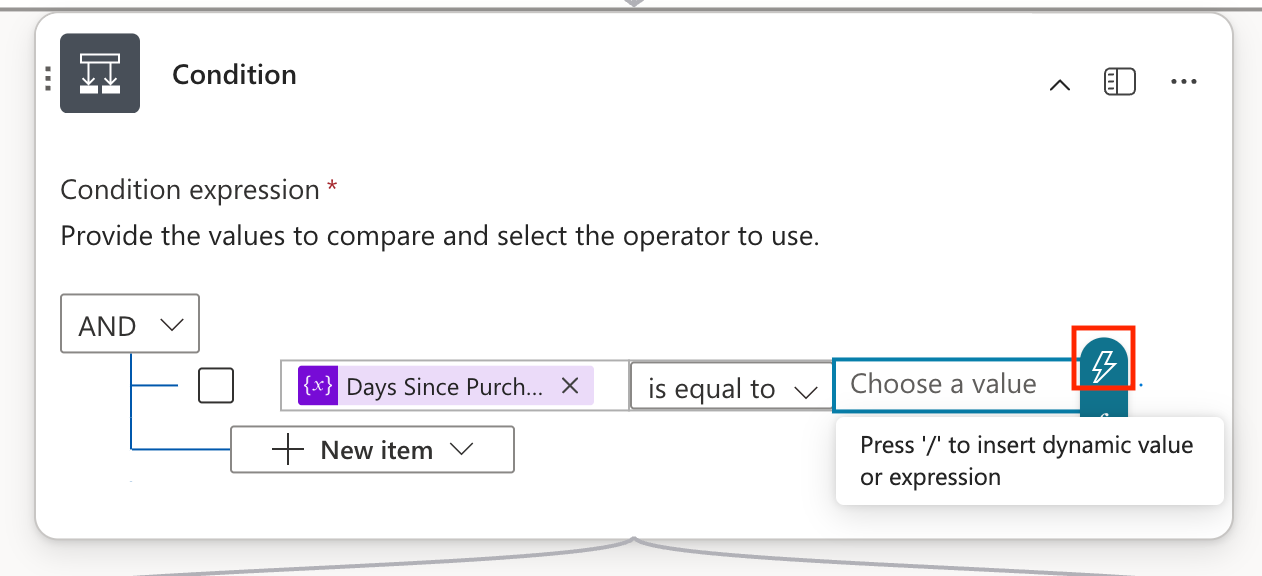 Condition
Condition expression *
Provide the values to compare and select the operator to use.
AND
{x} Days Since Purch... is equal to Choose a value
New item
Press '/' to insert dynamic value
or expression